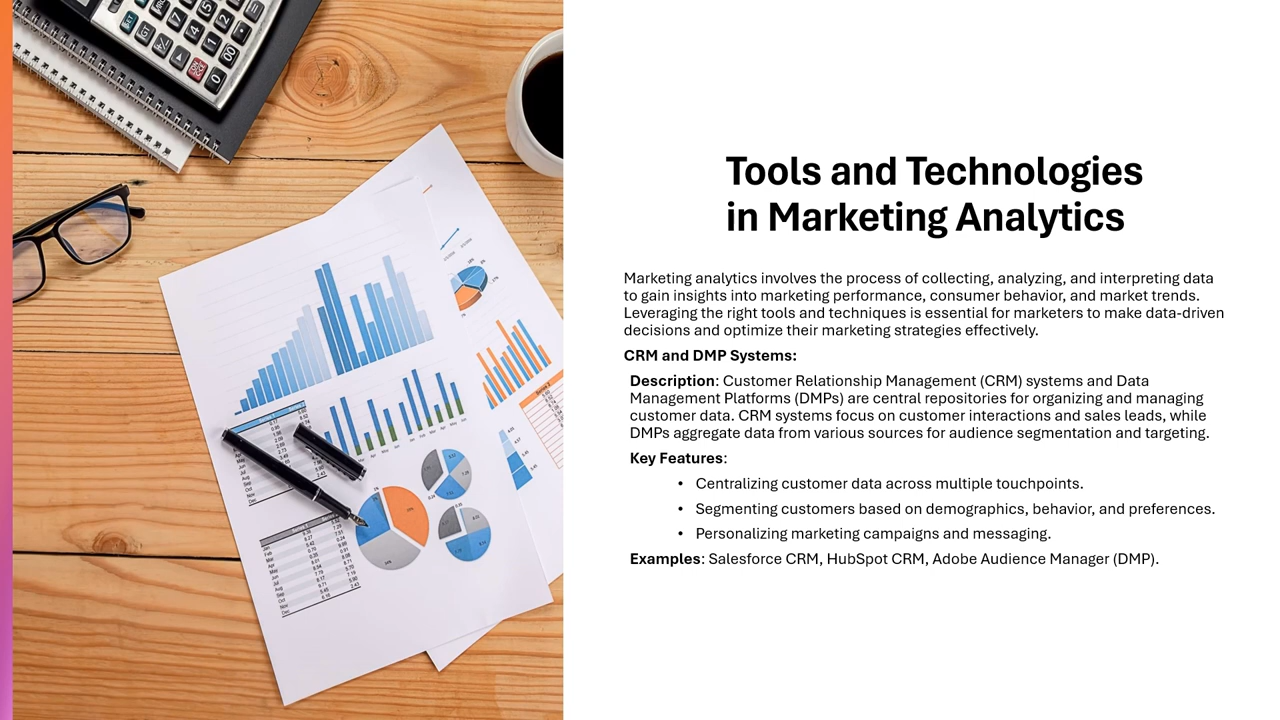 Tools and Technologies
in Marketing Analytics
Marketing analytics involves the process of collecting, analyzing, and interpreting data
to gain insights into marketing performance, consumer behavior, and market trends.
Leveraging the right tools and techniques is essential for marketers to make data-driven
decisions and optimize their marketing strategies effectively.
CRM and DMP Systems:
Description: Customer Relationship Management (CRM) systems and Data
Management Platforms (DMPs) are central repositories for organizing and managing
customer data. CRM systems focus on customer interactions and sales leads, while
DMPs aggregate data from various sources for audience segmentation and targeting.
Key Features:
• Centralizing customer data across multiple touchpoints.
• Segmenting customers based on demographics, behavior, and preferences.
• Personalizing marketing campaigns and messaging.
Examples: Salesforce CRM, HubSpot CRM, Adobe Audience Manager (DMP).